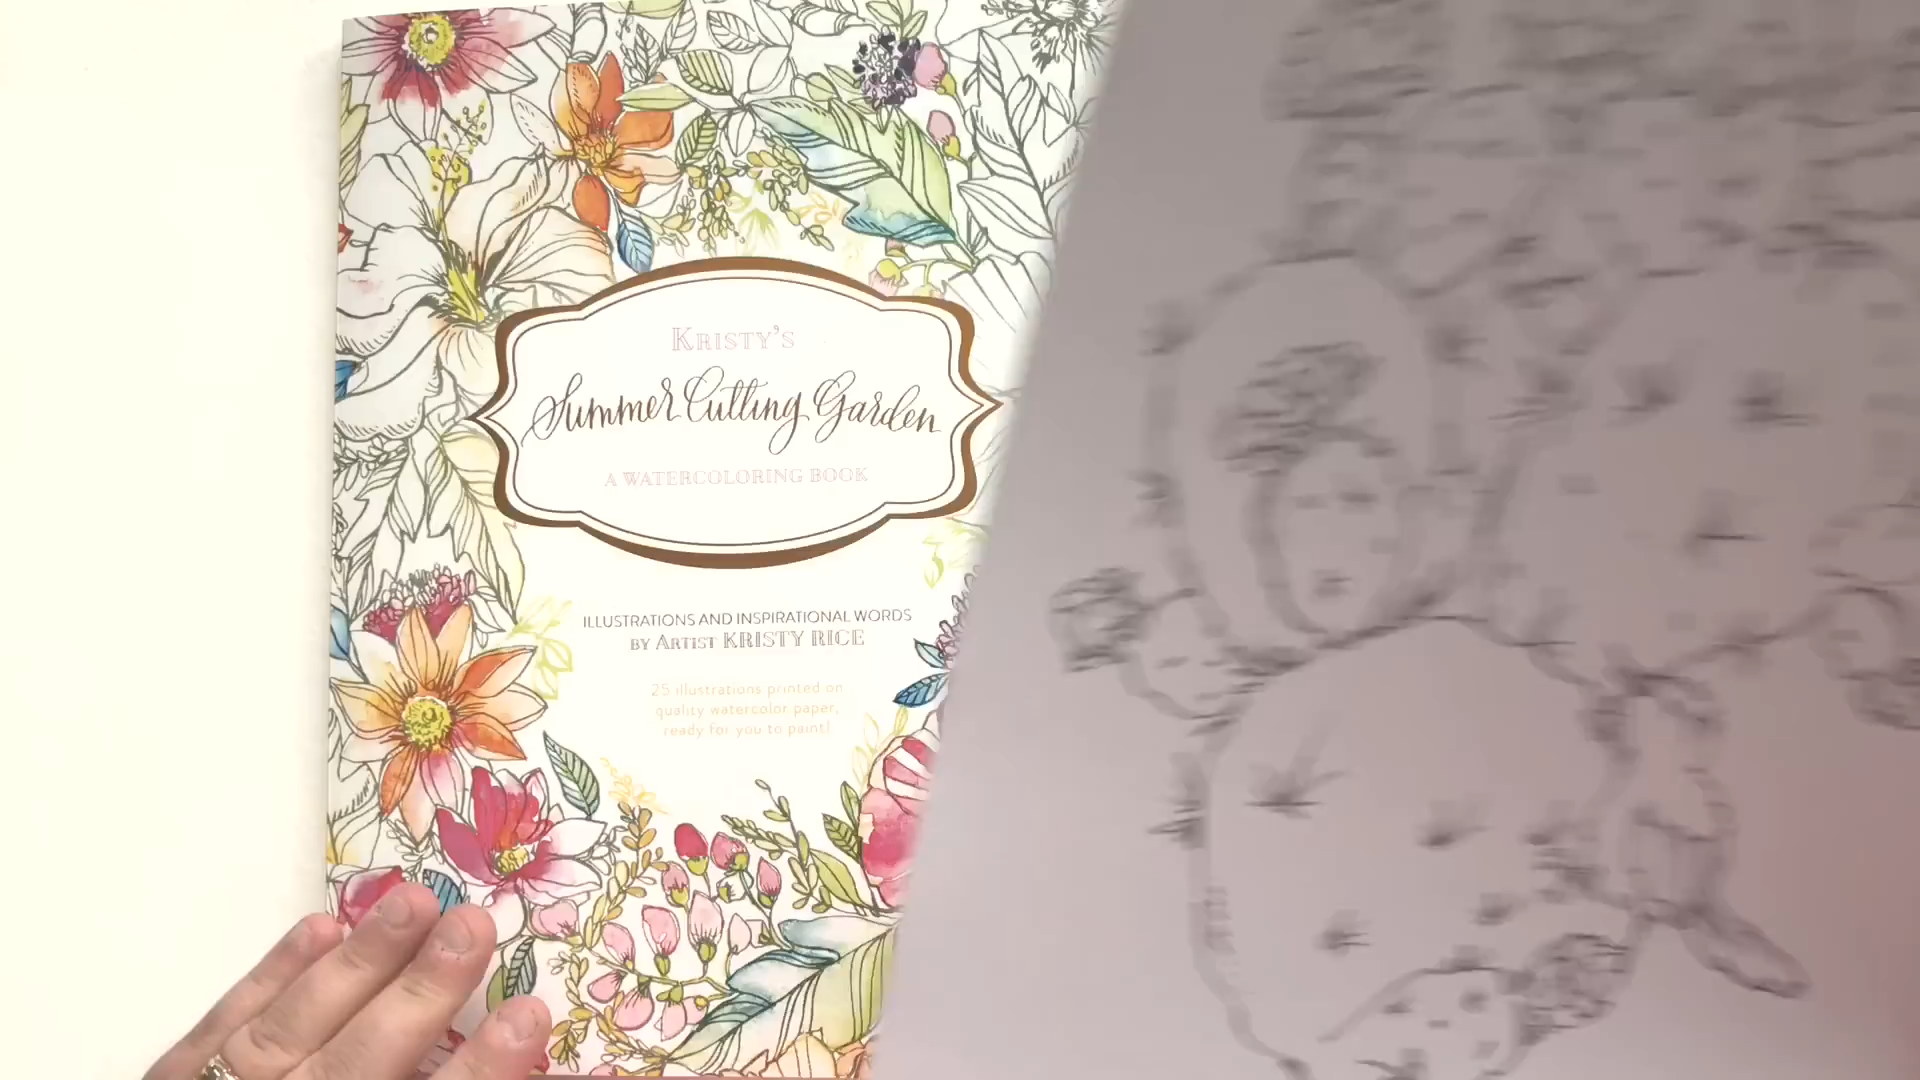 KRISTY'S
Summer Cutting Garden
A WATERCOLORING BOOK
ILLUSTRATIONS AND INSPIRATIONAL WORDS
BY ARTIST KRISTY RICE
25 illustrations printed on
quality watercolor paper,
ready for you to paint!